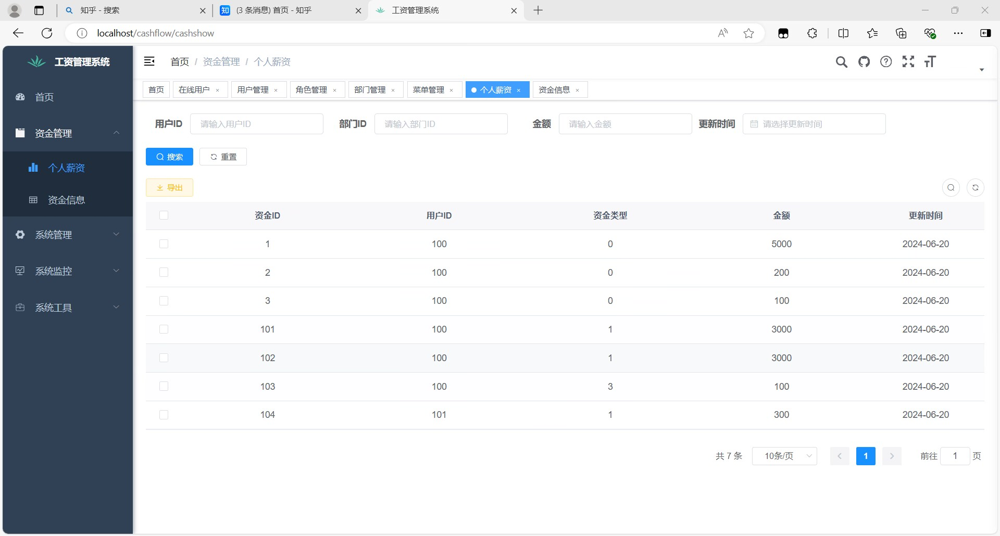 知乎 - 搜索
知
(3 条消息) 首页 - 知乎
工资管理系统
localhost/cashflow/cashshow
工资管理系统
首页 / 资金管理 / 个人薪资
首页
资金管理
个人薪资
资金信息
系统管理
系统监控
系统工具
首页 在线用户 × 用户管理 × 角色管理 × 部门管理 × 菜单管理 × 个人薪资 × 资金信息 ×
用户ID 请输入用户ID 部门ID 请输入部门ID 金额 请输入金额 更新时间 请选择更新时间
搜索 重置
导出
资金ID 用户ID 资金类型 金额 更新时间
1 100 0 5000 2024-06-20
2 100 0 200 2024-06-20
3 100 0 100 2024-06-20
101 100 1 3000 2024-06-20
102 100 1 3000 2024-06-20
103 100 3 100 2024-06-20
104 101 1 300 2024-06-20
共 7 条 10条/页 1 前往 1 页